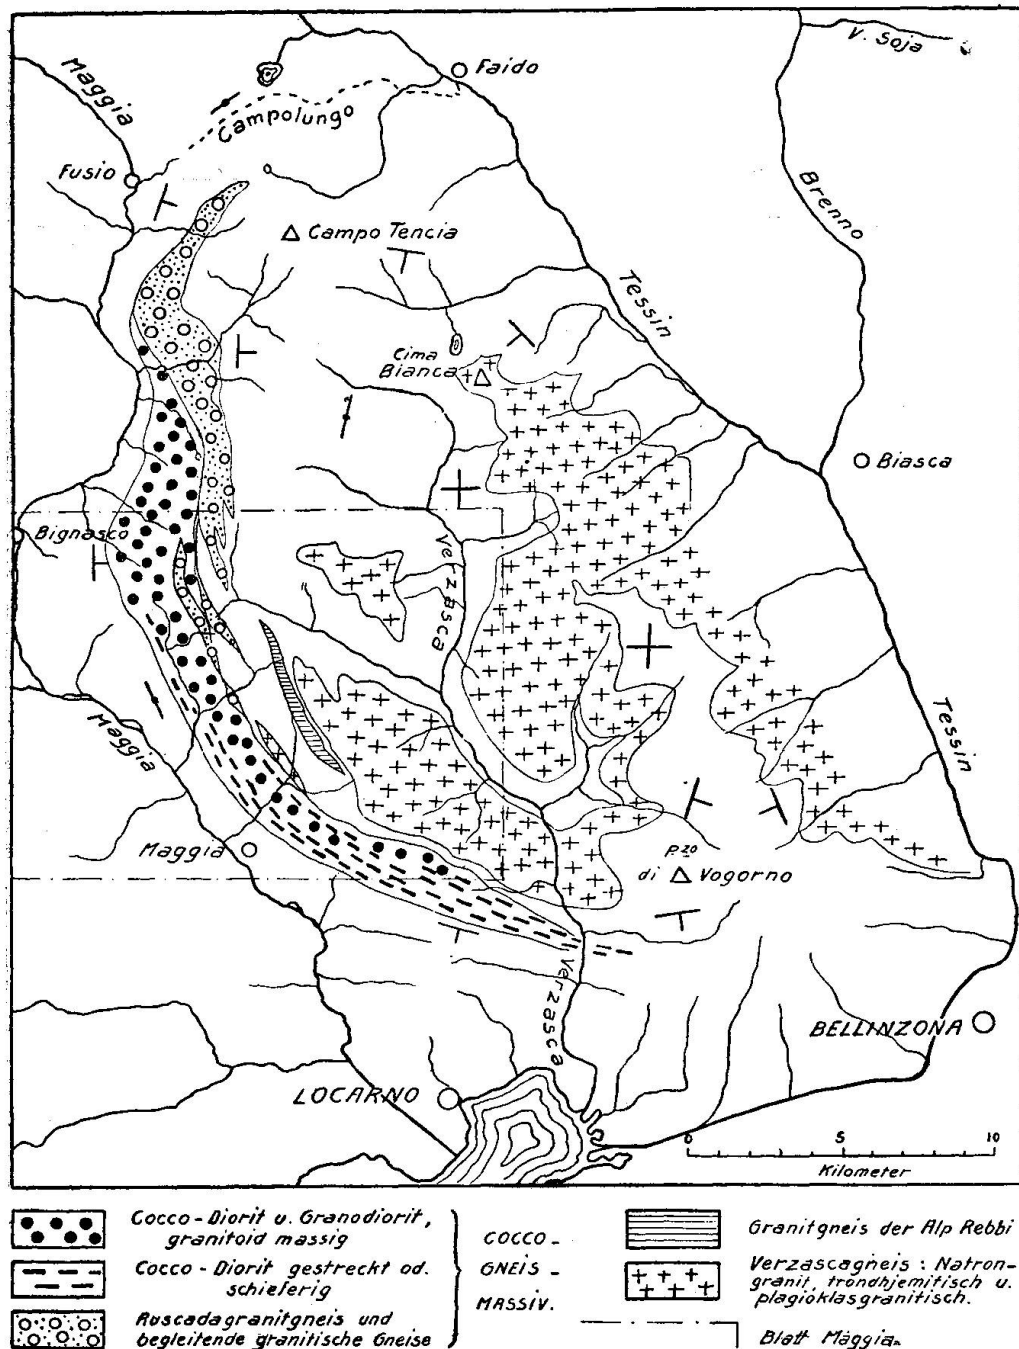 V. Soja
Maggia
Faido
Campolungo
Fusio
Brenno
Campo Tencia
Tessin
Cima
Bianca
Biasca
Bignasco
Verzasca
Maggia
Tessin
Maggia
P.zo
di Vogorno
Verzasca
BELLINZONA
LOCARNO
0 5 10
Kilometer
Cocco-Diorit u. Granodiorit,
granitoid massig
Cocco-Diorit gestreckt od.
schieferig
Ruscadagranitgneis und
begleitende granitische Gneise
COCCO-
GNEIS-
MASSIV.
Granitgneis der Alp Rebbi
Verzascagneis: Natron-
granit, trondhjemitisch u.
plagioklasgranitisch.
Blatt Maggia